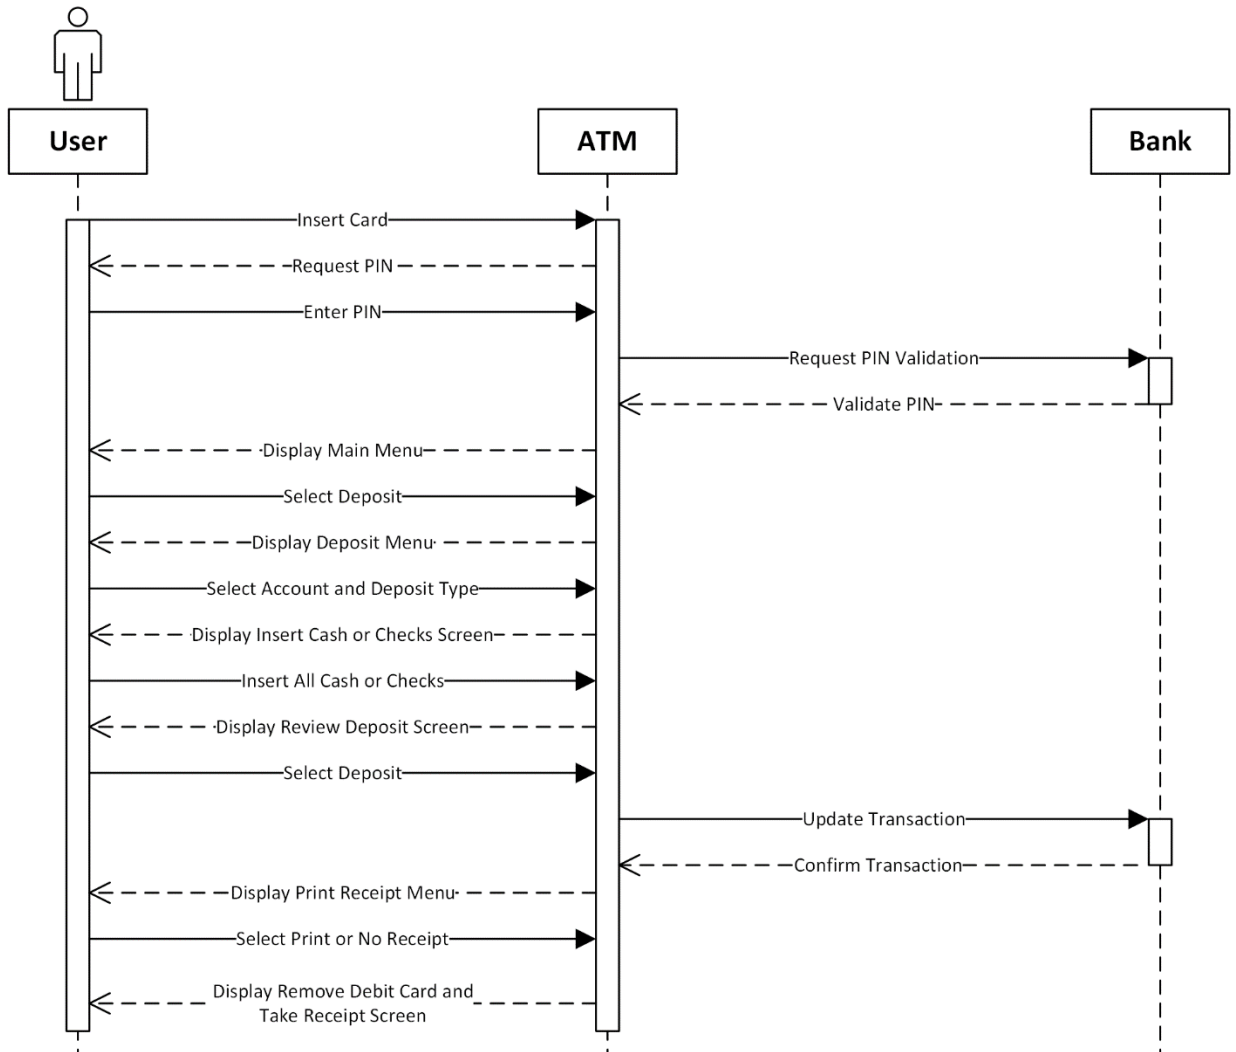 User
ATM
Bank
Insert Card
Request PIN
Enter PIN
Request PIN Validation
Validate PIN
Display Main Menu
Select Deposit
Display Deposit Menu
Select Account and Deposit Type
Display Insert Cash or Checks Screen
Insert All Cash or Checks
Display Review Deposit Screen
Select Deposit
Update Transaction
Confirm Transaction
Display Print Receipt Menu
Select Print or No Receipt
Display Remove Debit Card and
Take Receipt Screen